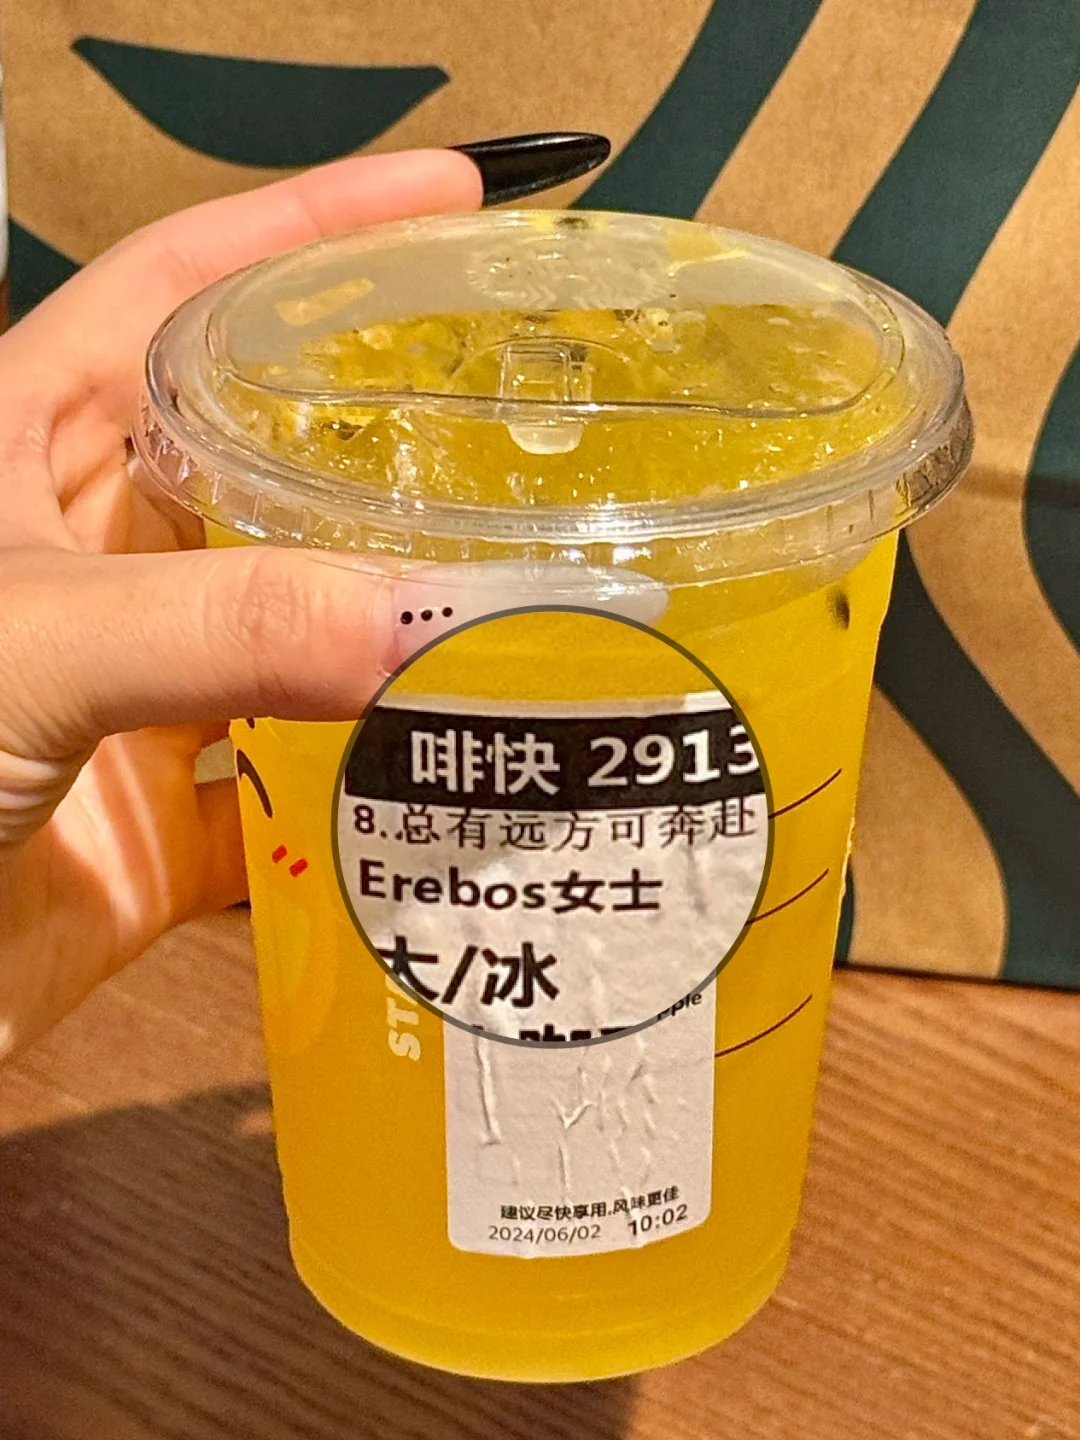 啡快 2913
8.总有远方可奔赴
Erebos女士
大/冰
建议尽快享用,风味更佳
2024/06/02 10:02